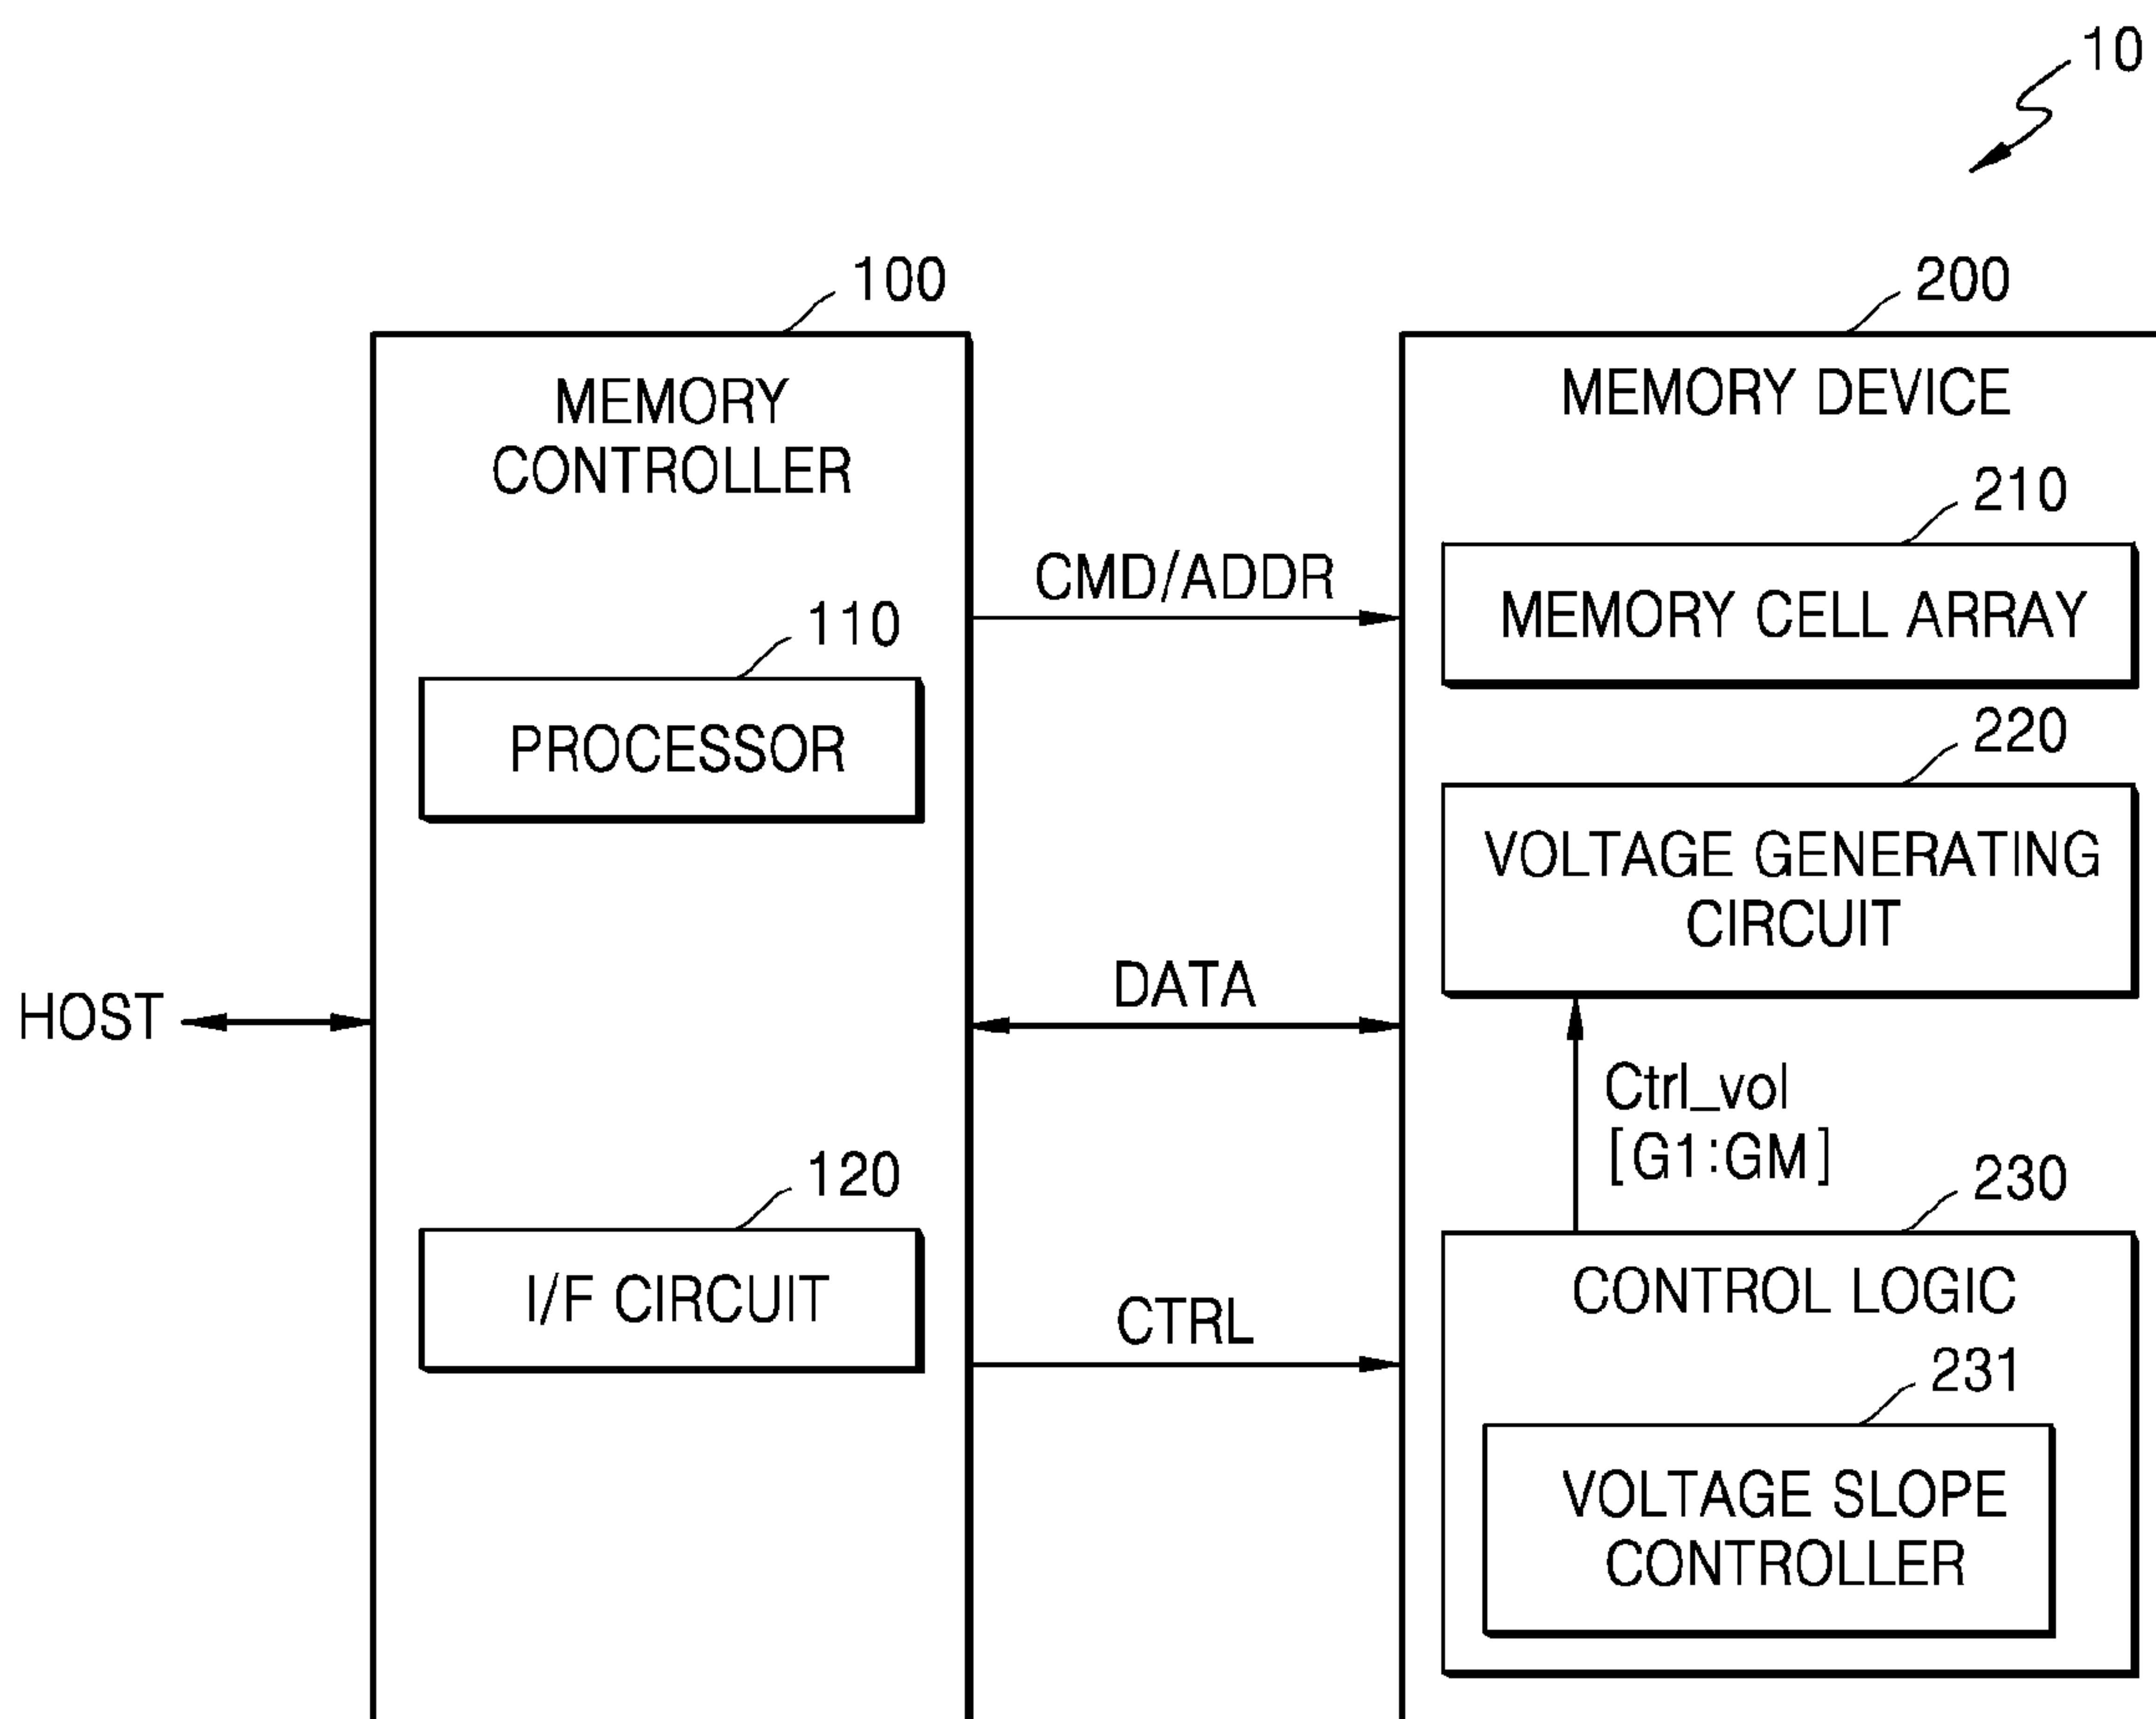 10
100
MEMORY
CONTROLLER
110
PROCESSOR
120
I/F CIRCUIT
HOST
CMD/ADDR
DATA
CTRL
200
MEMORY DEVICE
210
MEMORY CELL ARRAY
220
VOLTAGE GENERATING
CIRCUIT
Ctrl_vol
[G1:GM]
230
CONTROL LOGIC
231
VOLTAGE SLOPE
CONTROLLER